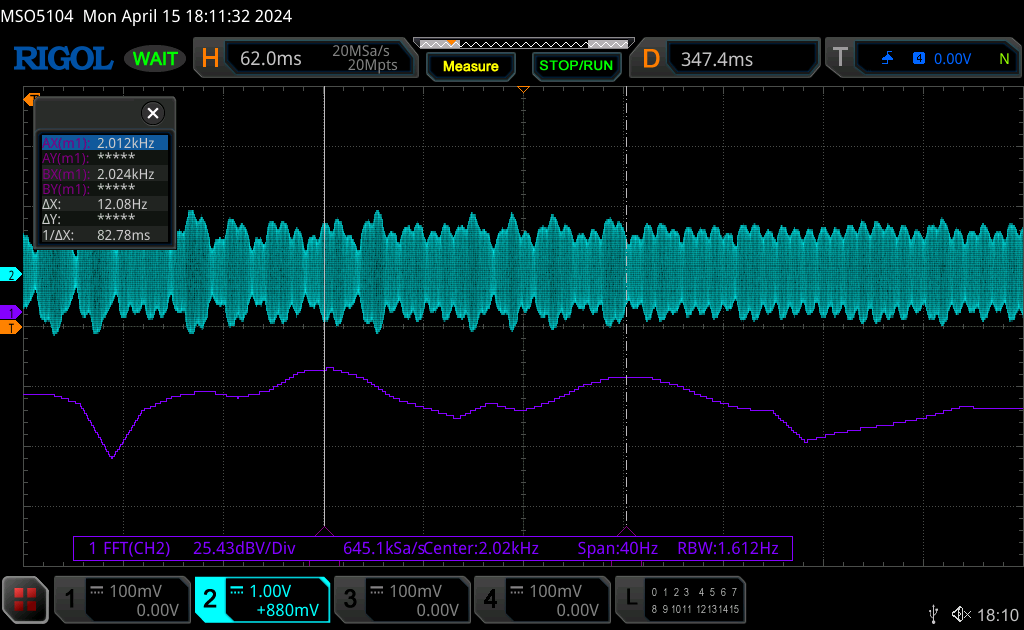 MSO5104 Mon April 15 18:11:32 2024
RIGOL WAIT H 62.0ms 20MSa/s 20Mpts Measure STOP/RUN D 347.4ms T 4 0.00V N
T
AX(m1): 2.012kHz
AY(m1): *****
BX(m1): 2.024kHz
BY(m1): *****
ΔX: 12.08Hz
ΔY: *****
1/ΔX: 82.78ms
2
1
T
1 FFT(CH2) 25.43dBV/Div 645.1kSa/s Center:2.02kHz Span:40Hz RBW:1.612Hz
1 100mV 0.00V
2 1.00V +880mV
3 100mV 0.00V
4 100mV 0.00V
L 0 1 2 3 4 5 6 7
8 9 10 11 12 13 14 15
18:10